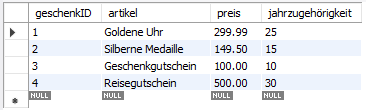 geschenkID artikel preis jahrzugehörigkeit
1 Goldene Uhr 299.99 25
2 Silberne Medaille 149.50 15
3 Geschenkgutschein 100.00 10
4 Reisegutschein 500.00 30
NULL NULL NULL NULL